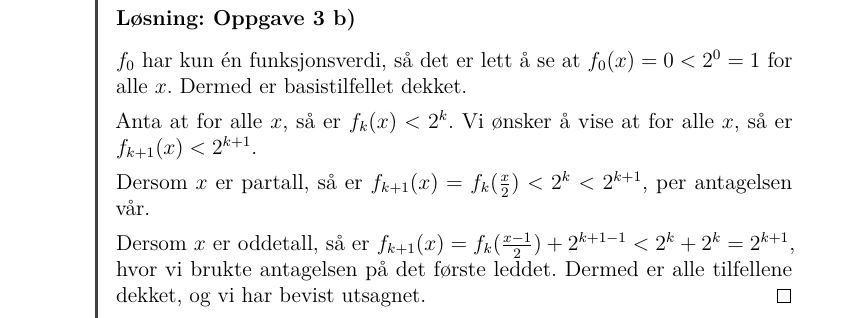 Løsning: Oppgave 3 b)
f₀ har kun én funksjonsverdi, så det er lett å se at f₀(x) = 0 < 2⁰ = 1 for
alle x. Dermed er basistilfellet dekket.
Anta at for alle x, så er fₖ(x) < 2ᵏ. Vi ønsker å vise at for alle x, så er
fₖ₊₁(x) < 2ᵏ⁺¹.
Dersom x er partall, så er fₖ₊₁(x) = fₖ(x/2) < 2ᵏ < 2ᵏ⁺¹, per antagelsen
vår.
Dersom x er oddetall, så er fₖ₊₁(x) = fₖ((x−1)/2) + 2ᵏ⁺¹⁻¹ < 2ᵏ + 2ᵏ = 2ᵏ⁺¹,
hvor vi brukte antagelsen på det første leddet. Dermed er alle tilfellene
dekket, og vi har bevist utsagnet. □